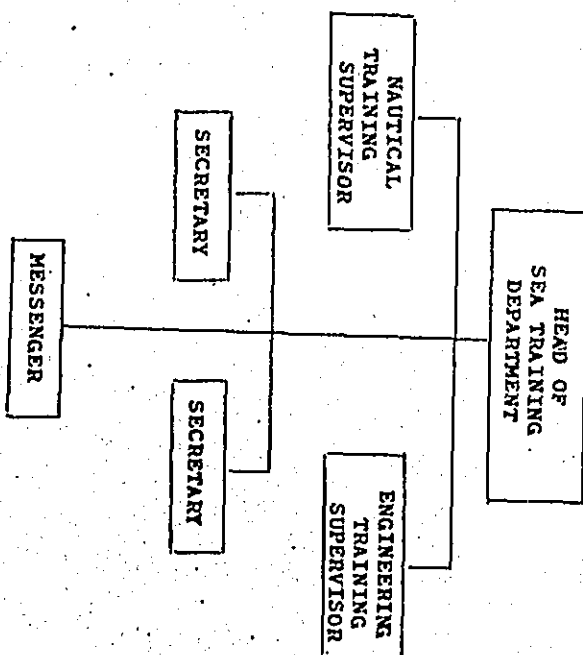 HEAD OF
SEA TRAINING
DEPARTMENT
NAUTICAL
TRAINING
SUPERVISOR
ENGINEERING
TRAINING
SUPERVISOR
SECRETARY
SECRETARY
MESSENGER